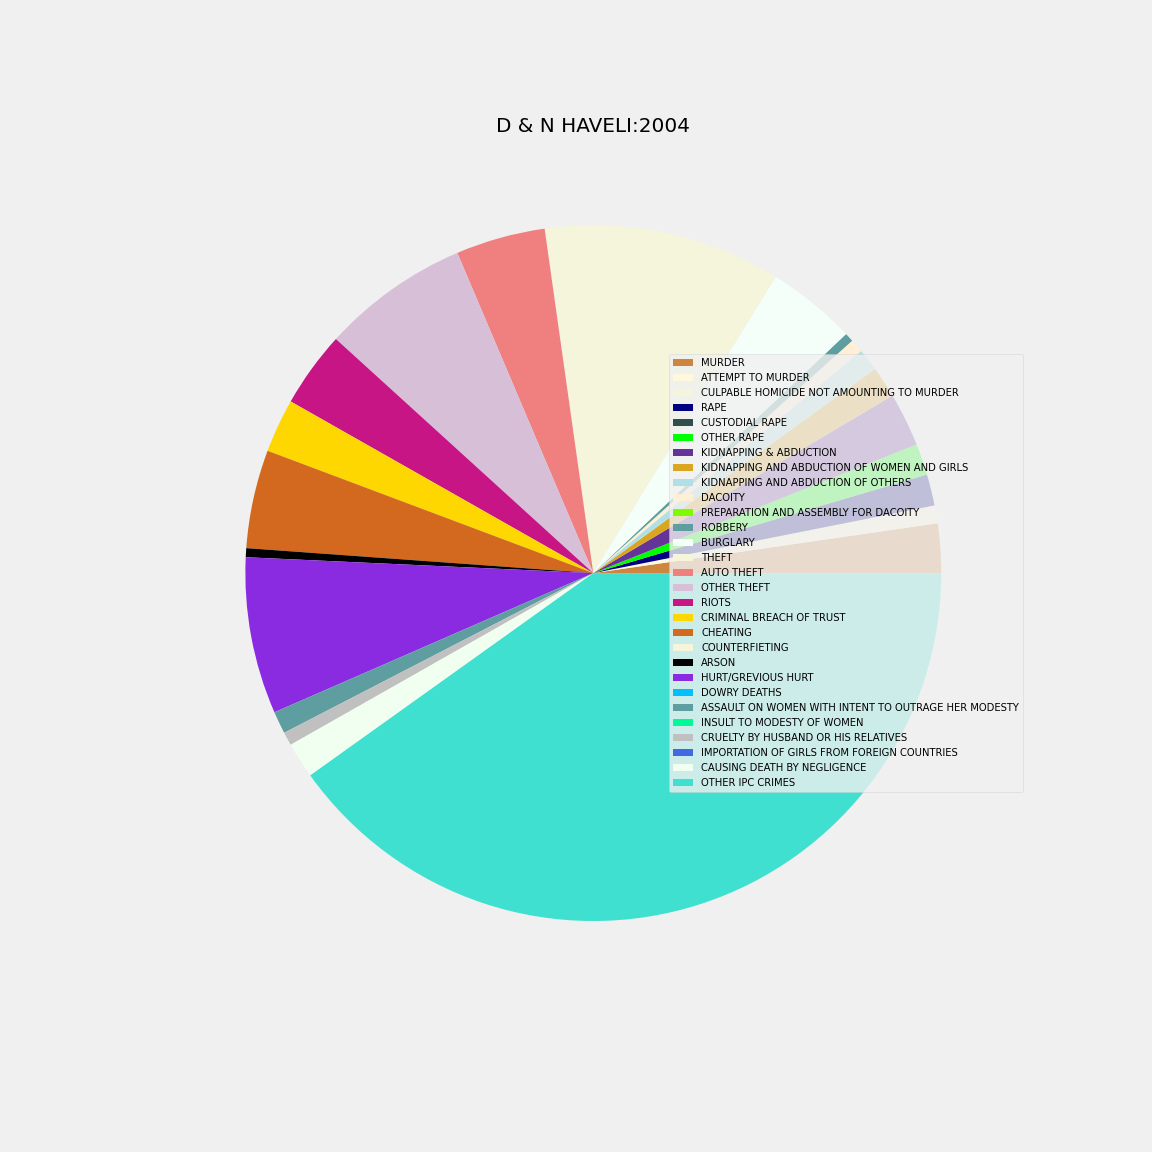 D & N HAVELI:2004
MURDER
ATTEMPT TO MURDER
CULPABLE HOMICIDE NOT AMOUNTING TO MURDER
RAPE
CUSTODIAL RAPE
OTHER RAPE
KIDNAPPING & ABDUCTION
KIDNAPPING AND ABDUCTION OF WOMEN AND GIRLS
KIDNAPPING AND ABDUCTION OF OTHERS
DACOITY
PREPARATION AND ASSEMBLY FOR DACOITY
ROBBERY
BURGLARY
THEFT
AUTO THEFT
OTHER THEFT
RIOTS
CRIMINAL BREACH OF TRUST
CHEATING
COUNTERFIETING
ARSON
HURT/GREVIOUS HURT
DOWRY DEATHS
ASSAULT ON WOMEN WITH INTENT TO OUTRAGE HER MODESTY
INSULT TO MODESTY OF WOMEN
CRUELTY BY HUSBAND OR HIS RELATIVES
IMPORTATION OF GIRLS FROM FOREIGN COUNTRIES
CAUSING DEATH BY NEGLIGENCE
OTHER IPC CRIMES